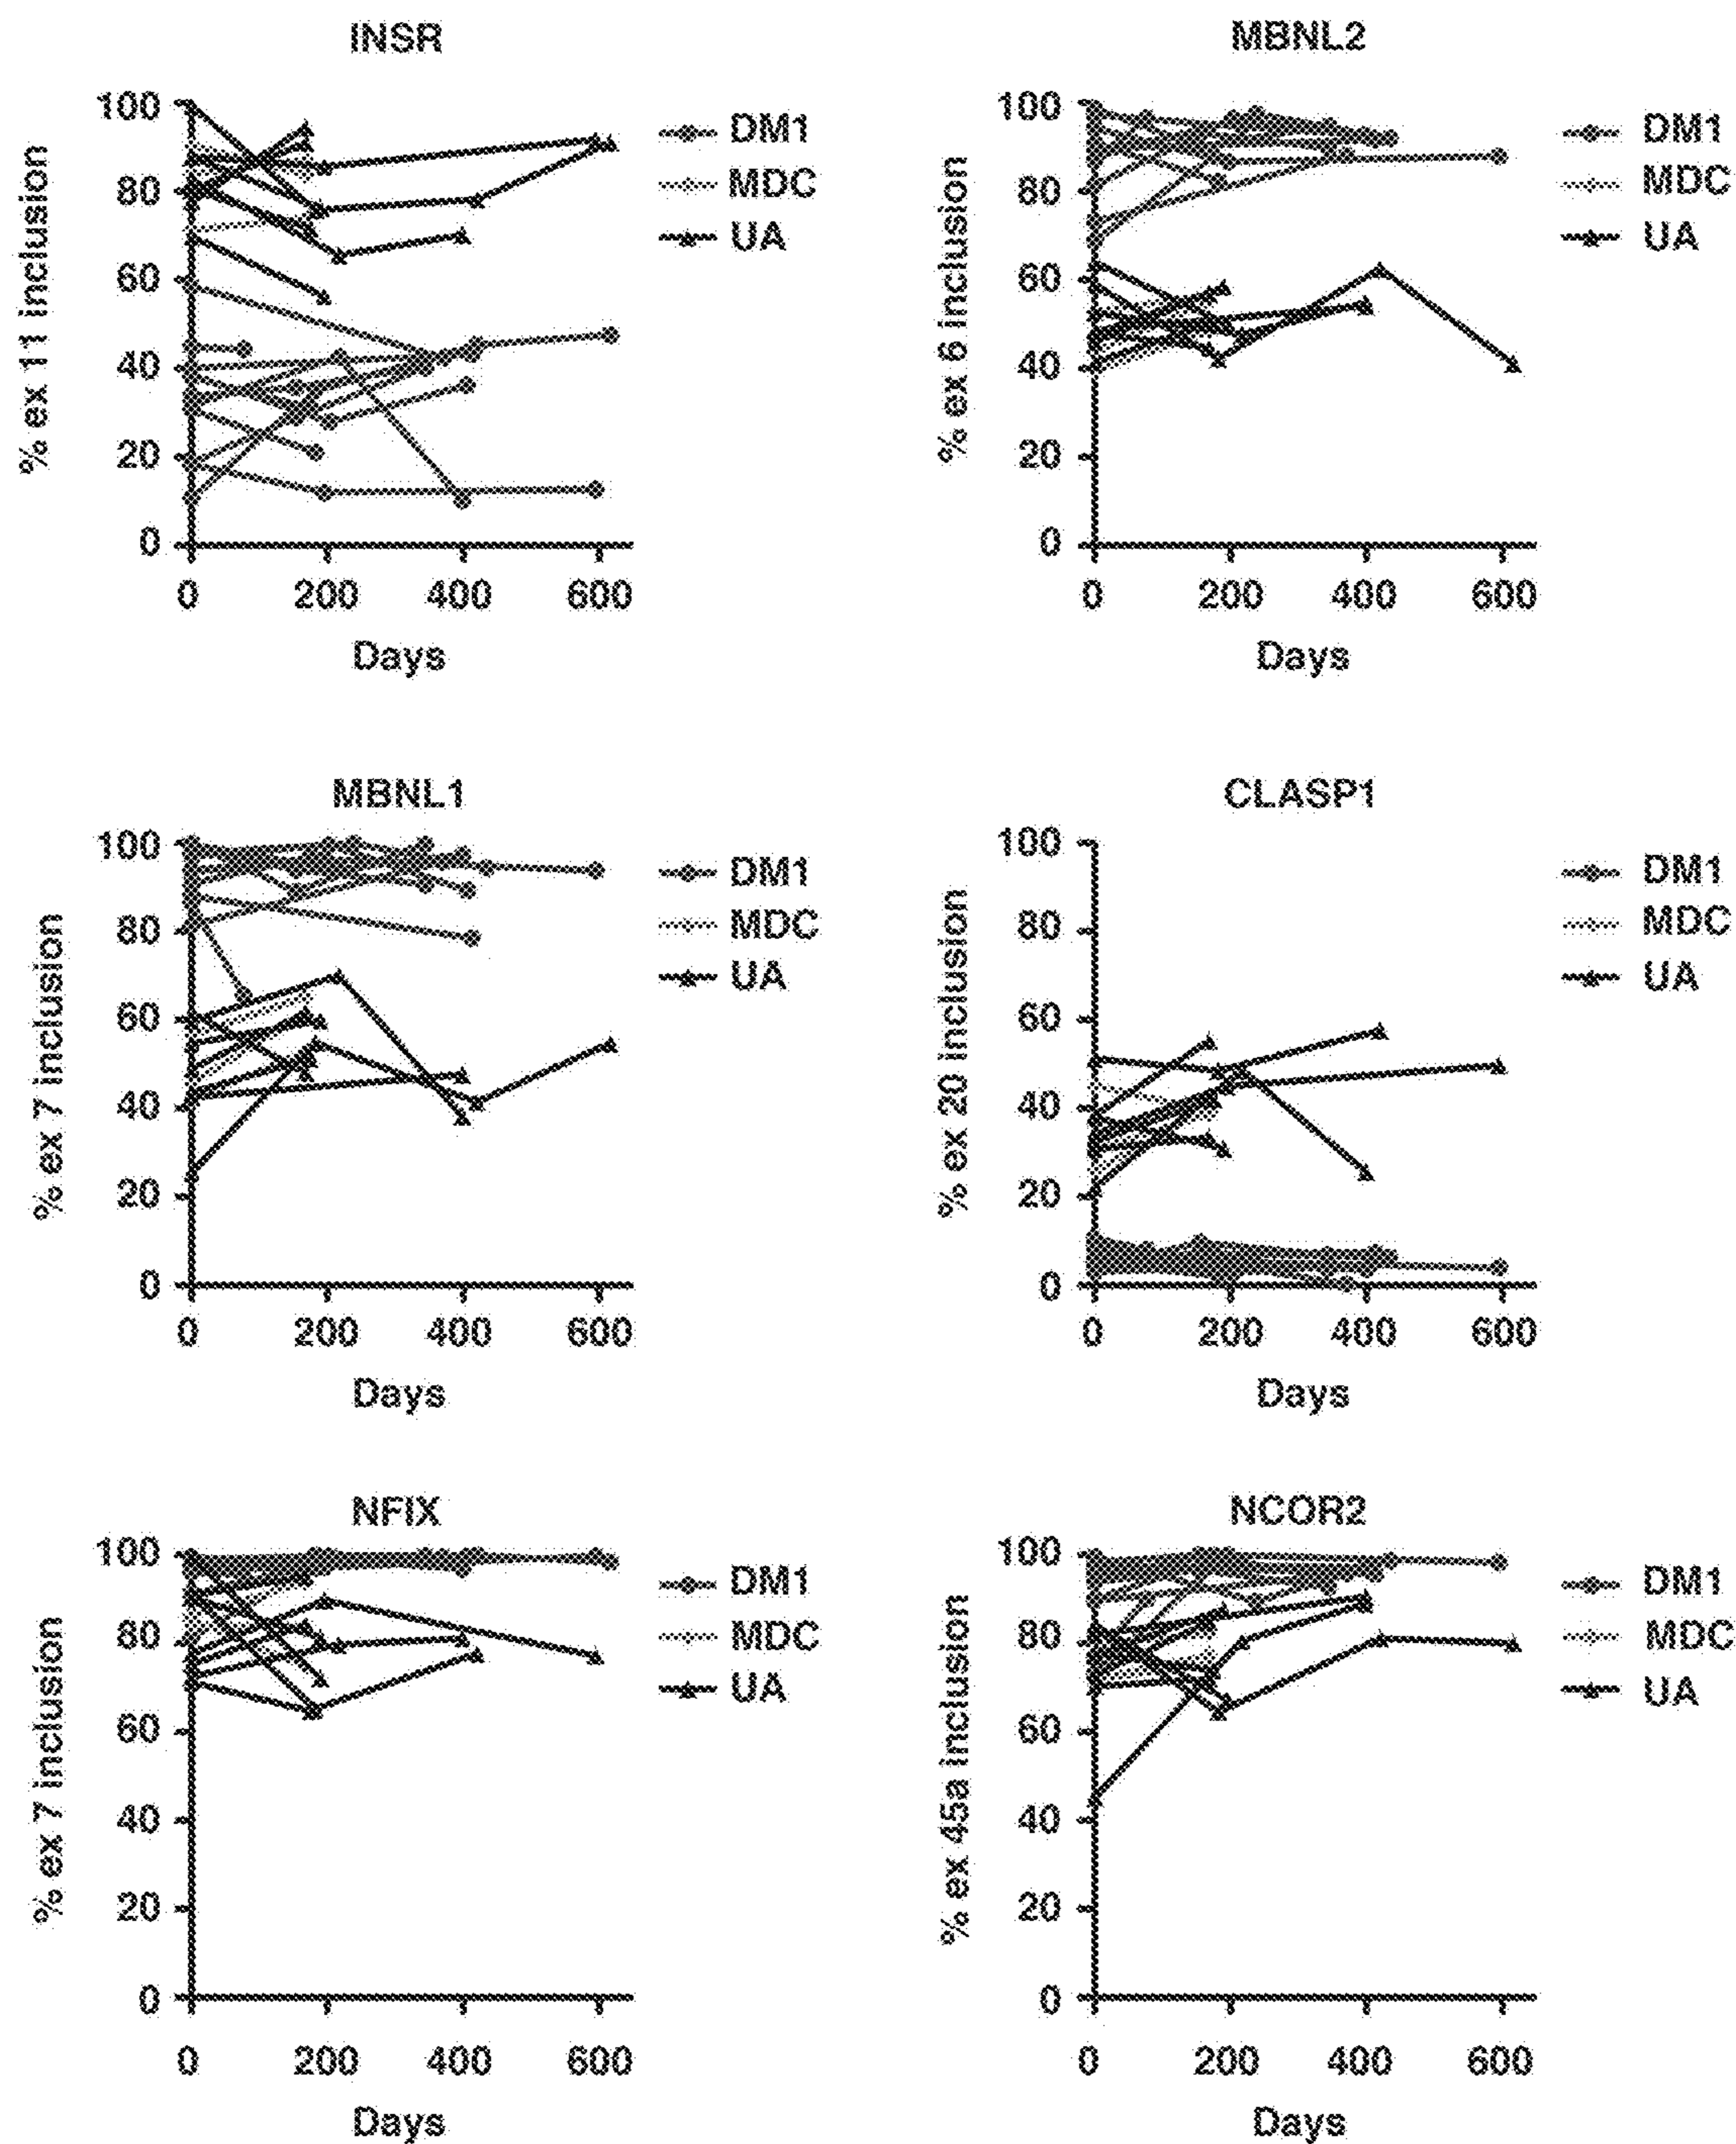 INSR
% ex 11 inclusion
100
80
60
40
20
0
0 200 400 600
Days
DM1
MDC
UA
MBNL2
% ex 6 inclusion
100
80
60
40
20
0
0 200 400 600
Days
DM1
MDC
UA
MBNL1
% ex 7 inclusion
100
80
60
40
20
0
0 200 400 600
Days
DM1
MDC
UA
CLASP1
% ex 20 inclusion
100
80
60
40
20
0
0 200 400 600
Days
DM1
MDC
UA
NFIX
% ex 7 inclusion
100
80
60
40
20
0
0 200 400 600
Days
DM1
MDC
UA
NCOR2
% ex 45a inclusion
100
80
60
40
20
0
0 200 400 600
Days
DM1
MDC
UA